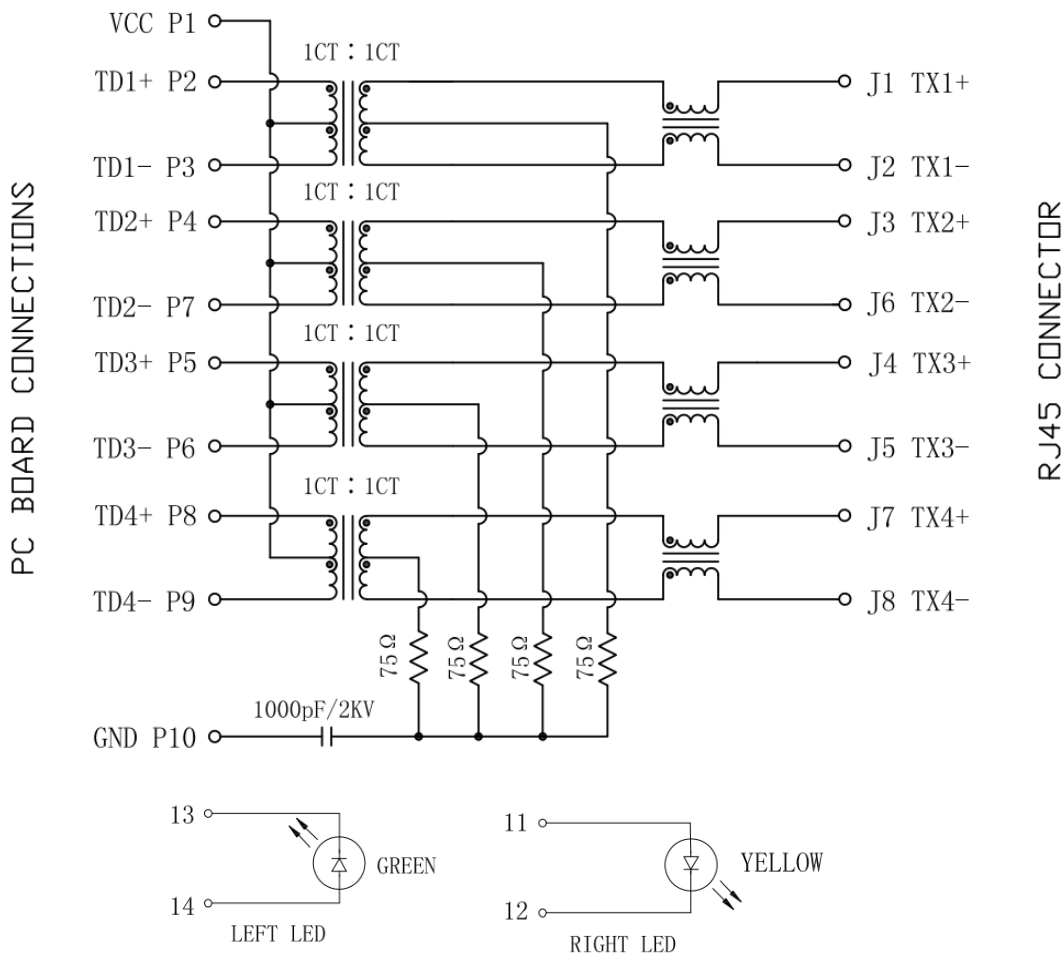 VCC P1
1CT : 1CT
TD1+ P2
J1 TX1+
TD1- P3
J2 TX1-
1CT : 1CT
TD2+ P4
J3 TX2+
TD2- P7
J6 TX2-
1CT : 1CT
TD3+ P5
J4 TX3+
TD3- P6
J5 TX3-
1CT : 1CT
TD4+ P8
J7 TX4+
TD4- P9
J8 TX4-
PC BOARD CONNECTIONS
RJ45 CONNECTOR
75Ω
75Ω
75Ω
75Ω
1000pF/2KV
GND P10
13
GREEN
14
LEFT LED
11
YELLOW
12
RIGHT LED